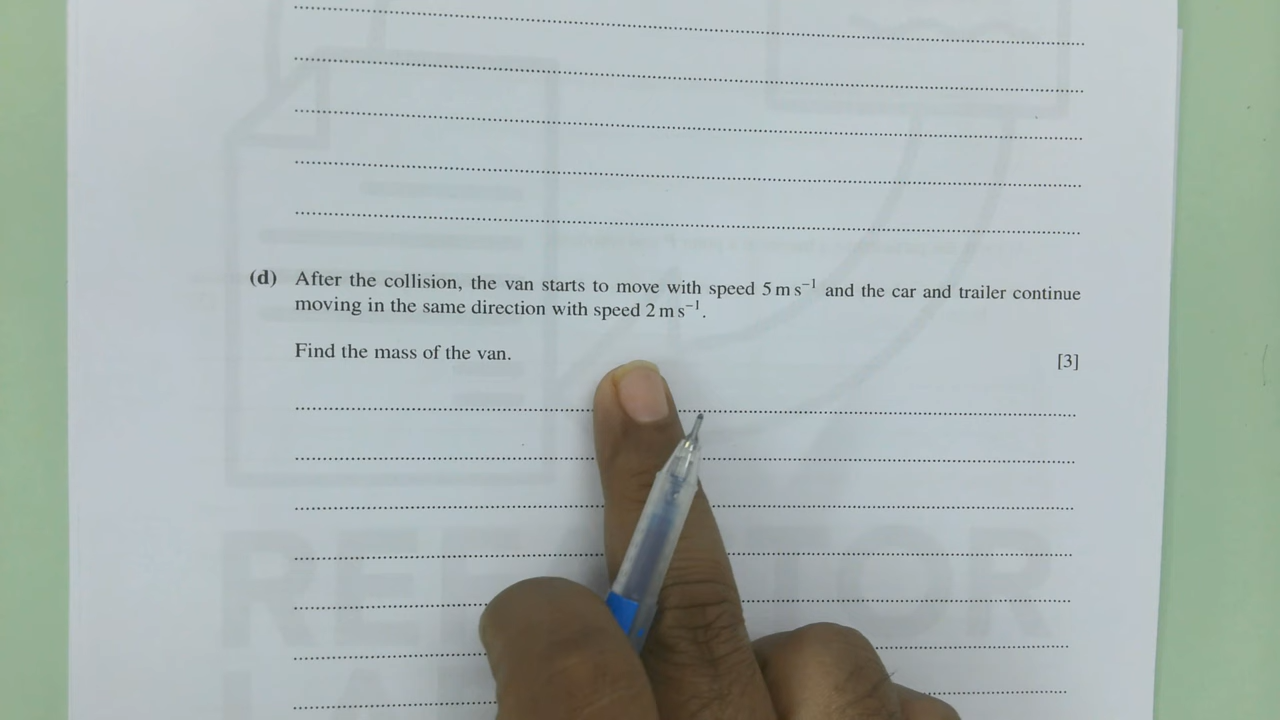 (d) After the collision, the van starts to move with speed 5 m s⁻¹ and the car and trailer continue
moving in the same direction with speed 2 m s⁻¹.
Find the mass of the van. [3]